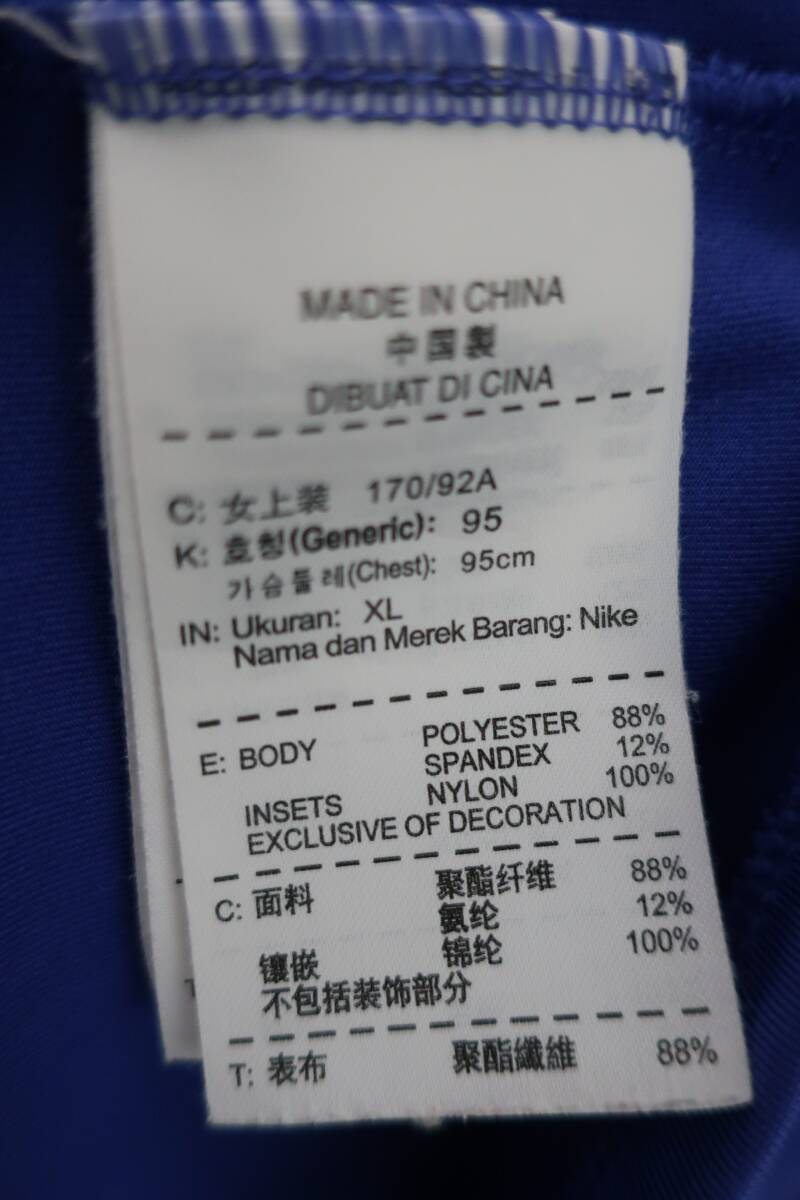 MADE IN CHINA
中国製
DIBUAT DI CINA
C: 女上装 170/92A
K: 호칭(Generic): 95
가슴둘레(Chest): 95cm
IN: Ukuran: XL
Nama dan Merek Barang: Nike
E: BODY POLYESTER 88%
SPANDEX 12%
INSETS NYLON 100%
EXCLUSIVE OF DECORATION
C: 面料 聚酯纤维 88%
氨纶 12%
镶嵌 锦纶 100%
不包括装饰部分
T: 表布 聚酯纖維 88%